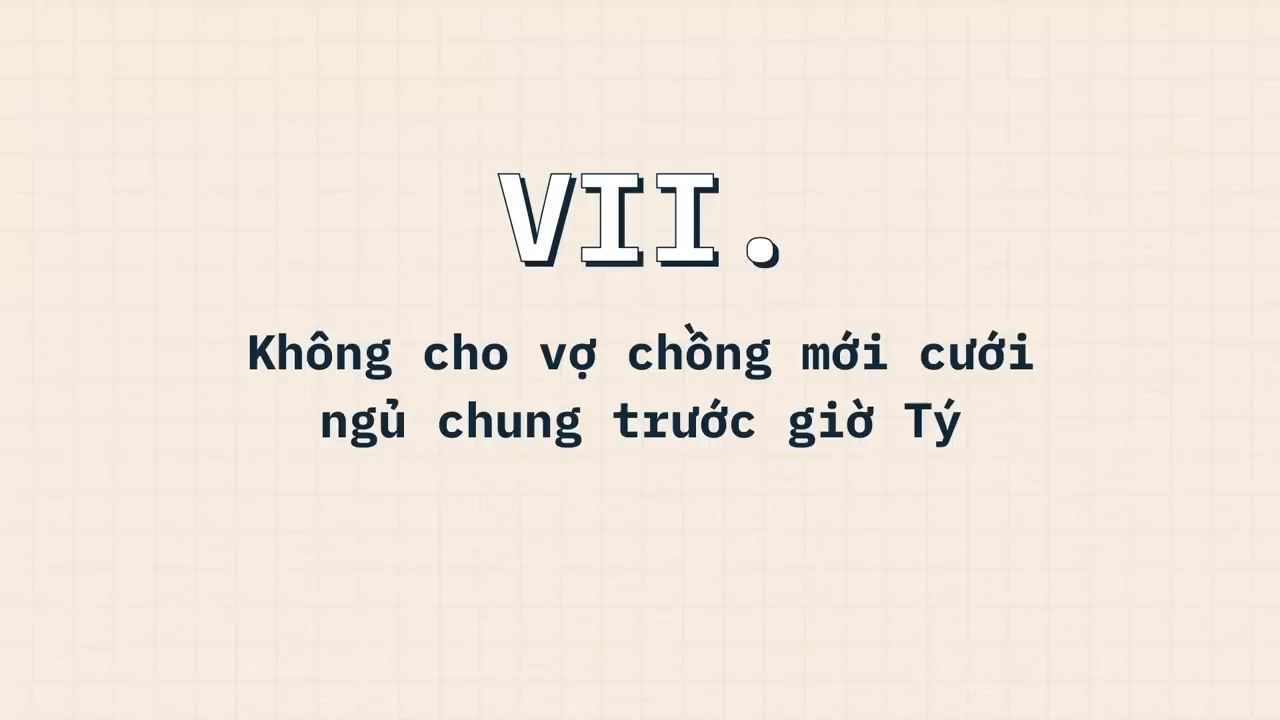 VII.
Không cho vợ chồng mới cưới
ngủ chung trước giờ Tý